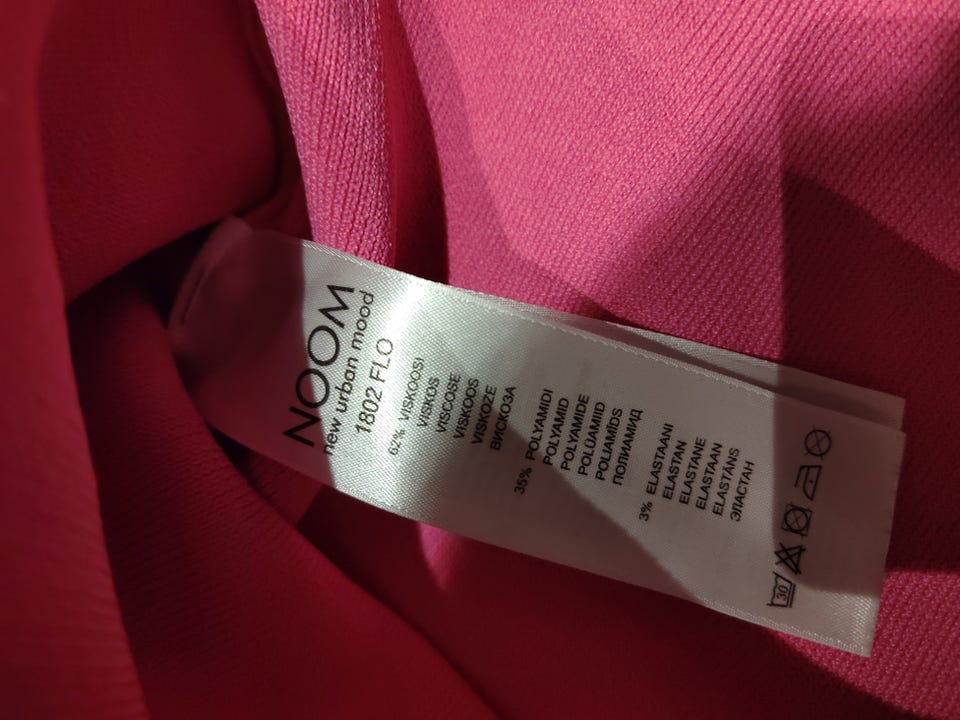 NOOM
new urban mood
1802 FLO
62% VISKOOSI
VISKOS
VISCOSE
VISKOOS
VISKOZE
ВИСКОЗА
35% POLYAMIDI
POLYAMID
POLYAMIDE
POLÜAMIID
POLIAMĪDS
ПОЛИАМИД
3% ELASTAANI
ELASTAN
ELASTANE
ELASTAAN
ELASTĀNS
ЭЛАСТАН
30